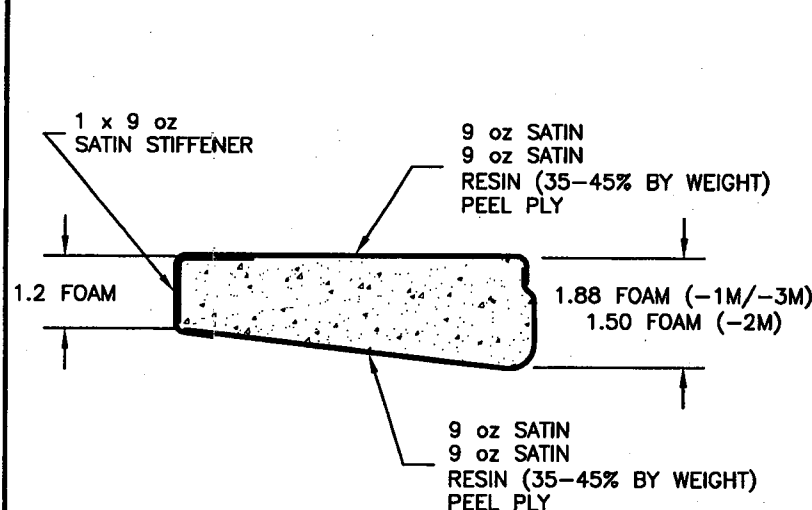 1 x 9 oz
SATIN STIFFENER
9 oz SATIN
9 oz SATIN
RESIN (35-45% BY WEIGHT)
PEEL PLY
1.2 FOAM
1.88 FOAM (-1M/-3M)
1.50 FOAM (-2M)
9 oz SATIN
9 oz SATIN
RESIN (35-45% BY WEIGHT)
PEEL PLY